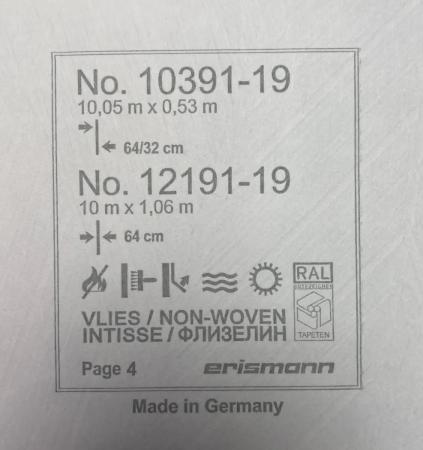 No. 10391-19
10,05 m x 0,53 m
64/32 cm
No. 12191-19
10 m x 1,06 m
64 cm
RAL
GÜTEZEICHEN
TAPETEN
VLIES / NON-WOVEN
INTISSE / ФЛИЗЕЛИН
Page 4
erismann
Made in Germany